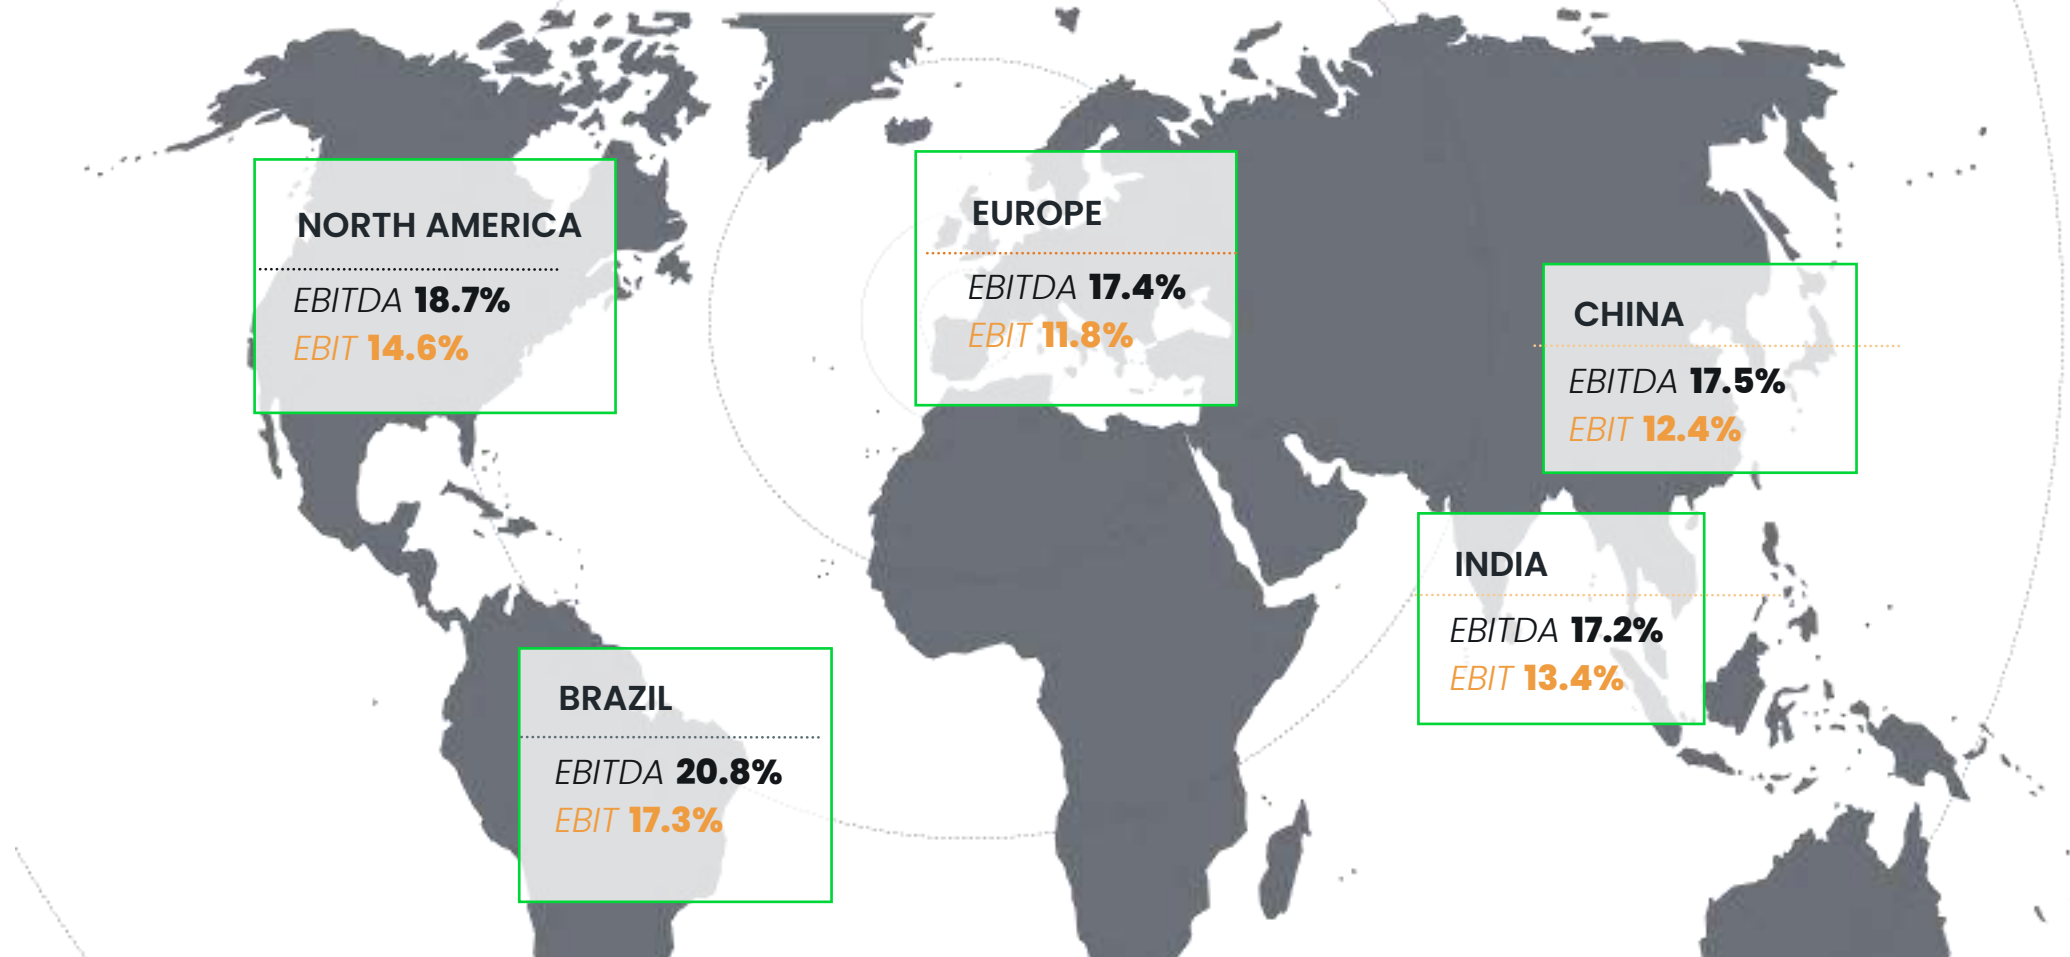 NORTH AMERICA
EBITDA 18.7%
EBIT 14.6%
EUROPE
EBITDA 17.4%
EBIT 11.8%
CHINA
EBITDA 17.5%
EBIT 12.4%
INDIA
EBITDA 17.2%
EBIT 13.4%
BRAZIL
EBITDA 20.8%
EBIT 17.3%